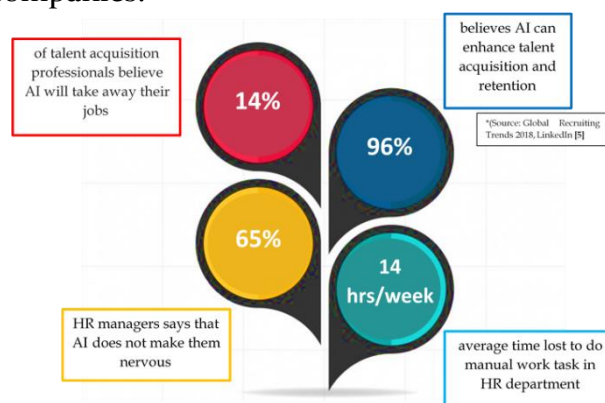 companies.
of talent acquisition
professionals believe
AI will take away their
jobs
14%
believes AI can
enhance talent
acquisition and
retention
*(Source: Global Recruiting
Trends 2018, LinkedIn [5]
96%
65%
HR managers says that
AI does not make them
nervous
14
hrs/week
average time lost to do
manual work task in
HR department